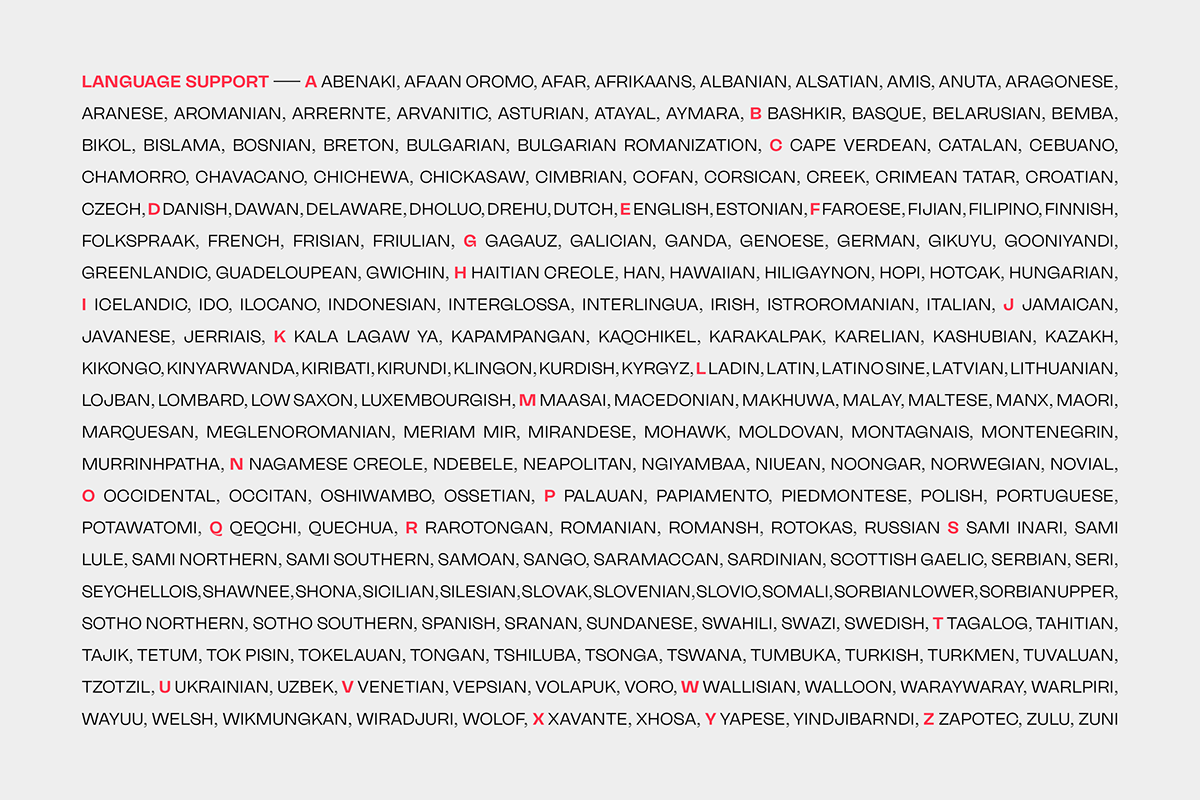 LANGUAGE SUPPORT — A ABENAKI, AFAAN OROMO, AFAR, AFRIKAANS, ALBANIAN, ALSATIAN, AMIS, ANUTA, ARAGONESE,
ARANESE, AROMANIAN, ARRERNTE, ARVANITIC, ASTURIAN, ATAYAL, AYMARA, B BASHKIR, BASQUE, BELARUSIAN, BEMBA,
BIKOL, BISLAMA, BOSNIAN, BRETON, BULGARIAN, BULGARIAN ROMANIZATION, C CAPE VERDEAN, CATALAN, CEBUANO,
CHAMORRO, CHAVACANO, CHICHEWA, CHICKASAW, CIMBRIAN, COFAN, CORSICAN, CREEK, CRIMEAN TATAR, CROATIAN,
CZECH, D DANISH, DAWAN, DELAWARE, DHOLUO, DREHU, DUTCH, E ENGLISH, ESTONIAN, F FAROESE, FIJIAN, FILIPINO, FINNISH,
FOLKSPRAAK, FRENCH, FRISIAN, FRIULIAN, G GAGAUZ, GALICIAN, GANDA, GENOESE, GERMAN, GIKUYU, GOONIYANDI,
GREENLANDIC, GUADELOUPEAN, GWICHIN, H HAITIAN CREOLE, HAN, HAWAIIAN, HILIGAYNON, HOPI, HOTCAK, HUNGARIAN,
I ICELANDIC, IDO, ILOCANO, INDONESIAN, INTERGLOSSA, INTERLINGUA, IRISH, ISTROROMANIAN, ITALIAN, J JAMAICAN,
JAVANESE, JERRIAIS, K KALA LAGAW YA, KAPAMPANGAN, KAQCHIKEL, KARAKALPAK, KARELIAN, KASHUBIAN, KAZAKH,
KIKONGO, KINYARWANDA, KIRIBATI, KIRUNDI, KLINGON, KURDISH, KYRGYZ, L LADIN, LATIN, LATINO SINE, LATVIAN, LITHUANIAN,
LOJBAN, LOMBARD, LOW SAXON, LUXEMBOURGISH, M MAASAI, MACEDONIAN, MAKHUWA, MALAY, MALTESE, MANX, MAORI,
MARQUESAN, MEGLENOROMANIAN, MERIAM MIR, MIRANDESE, MOHAWK, MOLDOVAN, MONTAGNAIS, MONTENEGRIN,
MURRINHPATHA, N NAGAMESE CREOLE, NDEBELE, NEAPOLITAN, NGIYAMBAA, NIUEAN, NOONGAR, NORWEGIAN, NOVIAL,
O OCCIDENTAL, OCCITAN, OSHIWAMBO, OSSETIAN, P PALAUAN, PAPIAMENTO, PIEDMONTESE, POLISH, PORTUGUESE,
POTAWATOMI, Q QEQCHI, QUECHUA, R RAROTONGAN, ROMANIAN, ROMANSH, ROTOKAS, RUSSIAN S SAMI INARI, SAMI
LULE, SAMI NORTHERN, SAMI SOUTHERN, SAMOAN, SANGO, SARAMACCAN, SARDINIAN, SCOTTISH GAELIC, SERBIAN, SERI,
SEYCHELLOIS, SHAWNEE, SHONA, SICILIAN, SILESIAN, SLOVAK, SLOVENIAN, SLOVIO, SOMALI, SORBIAN LOWER, SORBIAN UPPER,
SOTHO NORTHERN, SOTHO SOUTHERN, SPANISH, SRANAN, SUNDANESE, SWAHILI, SWAZI, SWEDISH, T TAGALOG, TAHITIAN,
TAJIK, TETUM, TOK PISIN, TOKELAUAN, TONGAN, TSHILUBA, TSONGA, TSWANA, TUMBUKA, TURKISH, TURKMEN, TUVALUAN,
TZOTZIL, U UKRAINIAN, UZBEK, V VENETIAN, VEPSIAN, VOLAPUK, VORO, W WALLISIAN, WALLOON, WARAYWARAY, WARLPIRI,
WAYUU, WELSH, WIKMUNGKAN, WIRADJURI, WOLOF, X XAVANTE, XHOSA, Y YAPESE, YINDJIBARNDI, Z ZAPOTEC, ZULU, ZUNI